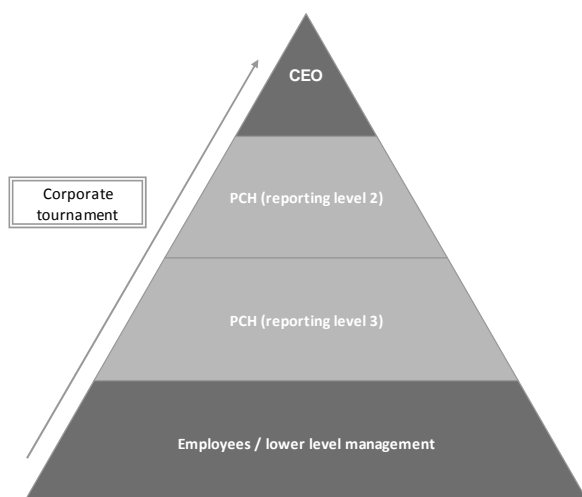 CEO
PCH (reporting level 2)
Corporate
tournament
PCH (reporting level 3)
Employees / lower level management